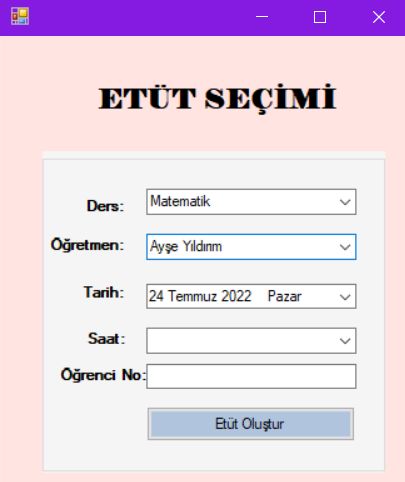 ETÜT SEÇİMİ
Ders: Matematik
Öğretmen: Ayşe Yıldırım
Tarih: 24 Temmuz 2022 Pazar
Saat:
Öğrenci No:
Etüt Oluştur